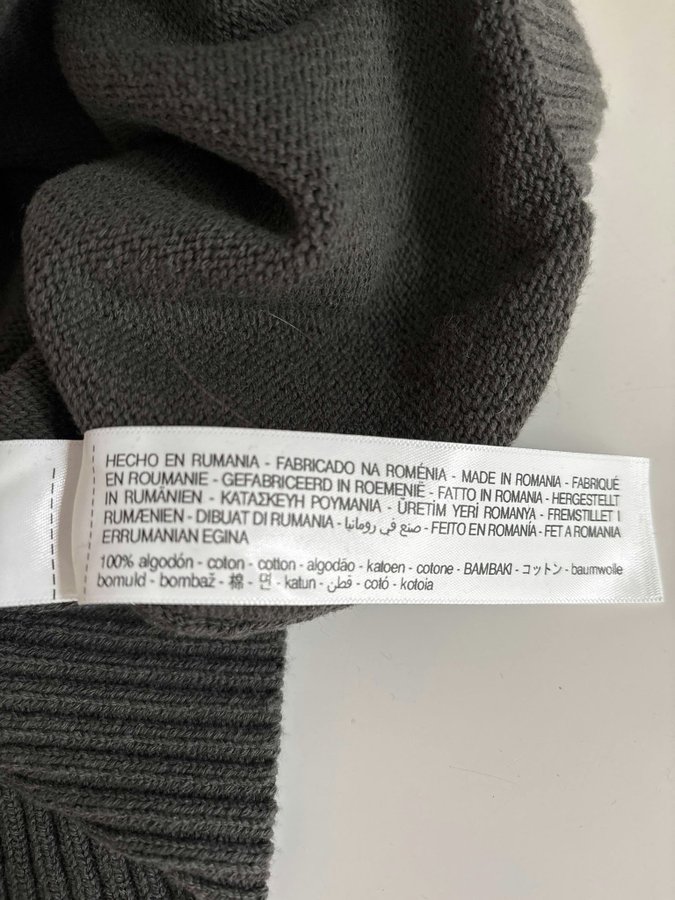 HECHO EN RUMANIA - FABRICADO NA ROMÉNIA - MADE IN ROMANIA - FABRIQUÉ
EN ROUMANIE - GEFABRICEERD IN ROEMENIË - FATTO IN ROMANIA - HERGESTELLT
IN RUMÄNIEN - ΚΑΤΑΣΚΕΥΗ ΡΟΥΜΑΝΙΑ - ÜRETİM YERİ ROMANYA - FREMSTILLET I
RUMÆNIEN - DIBUAT DI RUMANIA - صنع في رومانيا - FEITO EN ROMANÍA - FET A ROMANIA
ERRUMANIAN EGINA
100% algodón - coton - cotton - algodão - katoen - cotone - ΒΑΜΒΑΚΙ - コットン - baumwolle
bomuld - bombaž - 棉 - 면 - katun - قطن - cotó - kotoia